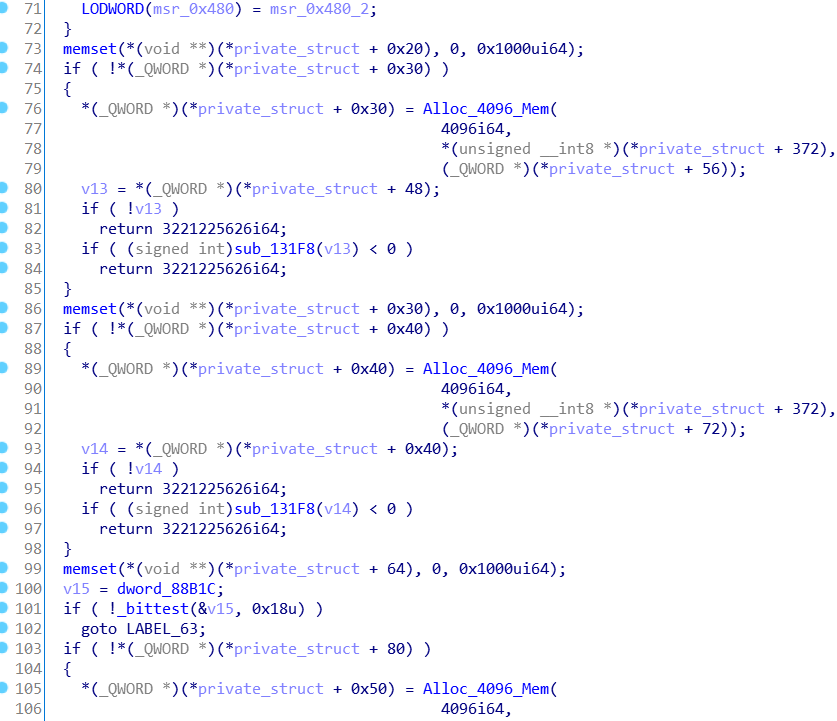 71 LODWORD(msr_0x480) = msr_0x480_2;
72 }
73 memset(*(void **)(*private_struct + 0x20), 0, 0x1000ui64);
74 if ( !*(_QWORD *)(*private_struct + 0x30) )
75 {
76 *(_QWORD *)(*private_struct + 0x30) = Alloc_4096_Mem(
77 4096i64,
78 *(unsigned __int8 *)(*private_struct + 372),
79 (_QWORD *)(*private_struct + 56));
80 v13 = *(_QWORD *)(*private_struct + 48);
81 if ( !v13 )
82 return 3221225626i64;
83 if ( (signed int)sub_131F8(v13) < 0 )
84 return 3221225626i64;
85 }
86 memset(*(void **)(*private_struct + 0x30), 0, 0x1000ui64);
87 if ( !*(_QWORD *)(*private_struct + 0x40) )
88 {
89 *(_QWORD *)(*private_struct + 0x40) = Alloc_4096_Mem(
90 4096i64,
91 *(unsigned __int8 *)(*private_struct + 372),
92 (_QWORD *)(*private_struct + 72));
93 v14 = *(_QWORD *)(*private_struct + 0x40);
94 if ( !v14 )
95 return 3221225626i64;
96 if ( (signed int)sub_131F8(v14) < 0 )
97 return 3221225626i64;
98 }
99 memset(*(void **)(*private_struct + 64), 0, 0x1000ui64);
100 v15 = dword_88B1C;
101 if ( !_bittest(&v15, 0x18u) )
102 goto LABEL_63;
103 if ( !*(_QWORD *)(*private_struct + 80) )
104 {
105 *(_QWORD *)(*private_struct + 0x50) = Alloc_4096_Mem(
106 4096i64,